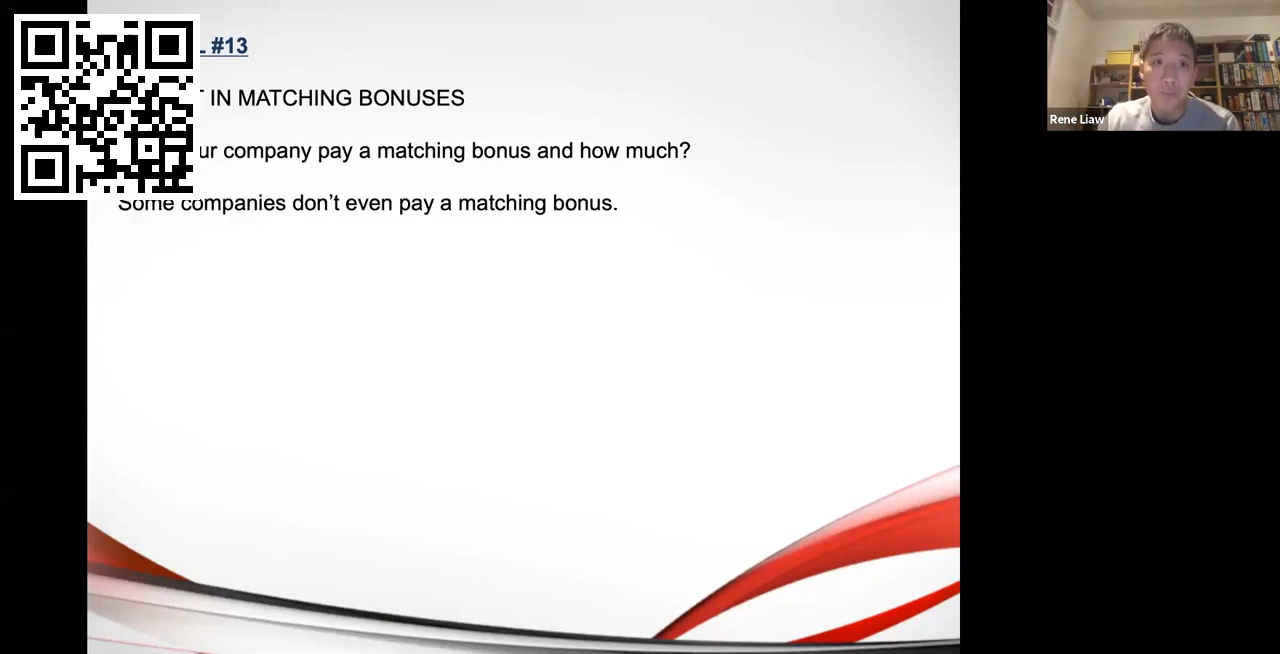 #13
IN MATCHING BONUSES
company pay a matching bonus and how much?
Some companies don’t even pay a matching bonus.
Rene Liaw